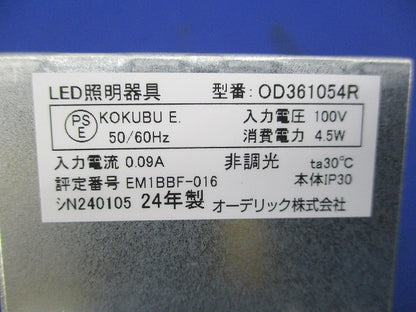 LED照明器具 型番: OD361054R
PS E KOKUBU E. 入力電圧 100V
50/60Hz 消費電力 4.5W
入力電流 0.09A 非調光 ta30℃
評定番号 EM1BBF-016 本体IP30
シN240105 24年製 オーデリック株式会社